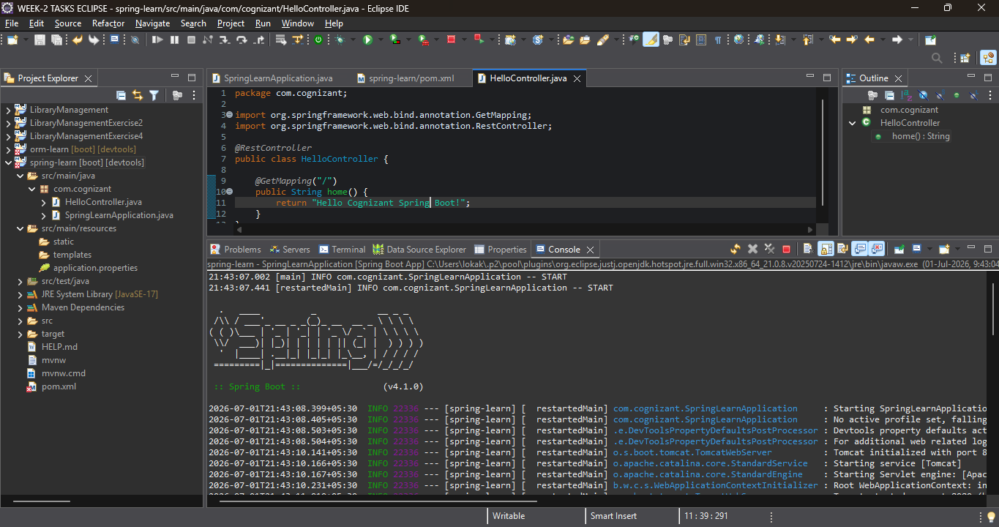 WEEK-2 TASKS ECLIPSE - spring-learn/src/main/java/com/cognizant/HelloController.java - Eclipse IDE
File Edit Source Refactor Navigate Search Project Run Window Help
Project Explorer
LibraryManagement
LibraryManagementExercise2
LibraryManagementExercise4
orm-learn [boot] [devtools]
spring-learn [boot] [devtools]
src/main/java
com.cognizant
HelloController.java
SpringLearnApplication.java
src/main/resources
static
templates
application.properties
src/test/java
JRE System Library [JavaSE-17]
Maven Dependencies
src
target
HELP.md
mvnw
mvnw.cmd
pom.xml
SpringLearnApplication.java spring-learn/pom.xml HelloController.java
1 package com.cognizant;
2
3 import org.springframework.web.bind.annotation.GetMapping;
4 import org.springframework.web.bind.annotation.RestController;
5
6 @RestController
7 public class HelloController {
8
9 @GetMapping("/")
10 public String home() {
11 return "Hello Cognizant Spring Boot!";
12 }
Outline
com.cognizant
HelloController
home() : String
Problems Servers Terminal Data Source Explorer Properties Console
spring-learn - SpringLearnApplication [Spring Boot App] C:\Users\lokak\.p2\pool\plugins\org.eclipse.justj.openjdk.hotspot.jre.full.win32.x86_64_21.0.8.v20250724-1412\jre\bin\javaw.exe (01-Jul-2026, 9:43:04
21:43:07.002 [main] INFO com.cognizant.SpringLearnApplication -- START
21:43:07.441 [restartedMain] INFO com.cognizant.SpringLearnApplication -- START
Spring
:: Spring Boot :: (v4.1.0)
2026-07-01T21:43:08.399+05:30 INFO 22336 --- [spring-learn] [ restartedMain] com.cognizant.SpringLearnApplication : Starting SpringLearnApplicatio
2026-07-01T21:43:08.405+05:30 INFO 22336 --- [spring-learn] [ restartedMain] com.cognizant.SpringLearnApplication : No active profile set, falling
2026-07-01T21:43:08.503+05:30 INFO 22336 --- [spring-learn] [ restartedMain] .e.DevToolsPropertyDefaultsPostProcessor : Devtools property defaults act
2026-07-01T21:43:08.504+05:30 INFO 22336 --- [spring-learn] [ restartedMain] .e.DevToolsPropertyDefaultsPostProcessor : For additional web related log
2026-07-01T21:43:10.141+05:30 INFO 22336 --- [spring-learn] [ restartedMain] o.s.boot.tomcat.TomcatWebServer : Tomcat initialized with port 8
2026-07-01T21:43:10.166+05:30 INFO 22336 --- [spring-learn] [ restartedMain] o.apache.catalina.core.StandardService : Starting service [Tomcat]
2026-07-01T21:43:10.167+05:30 INFO 22336 --- [spring-learn] [ restartedMain] o.apache.catalina.core.StandardEngine : Starting Servlet engine: [Apac
2026-07-01T21:43:10.231+05:30 INFO 22336 --- [spring-learn] [ restartedMain] b.w.c.s.WebApplicationContextInitializer : Root WebApplicationContext: in
Writable Smart Insert 11 : 39 : 291